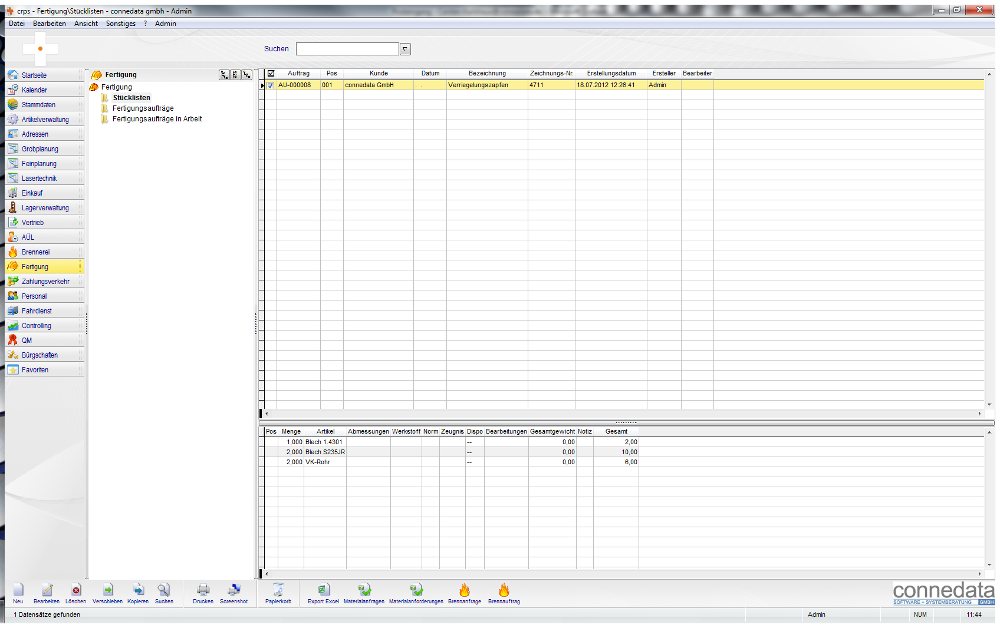 crps - Fertigung\Stücklisten - connedata gmbh - Admin
Datei Bearbeiten Ansicht Sonstiges ? Admin
Suchen
Startseite
Kalender
Stammdaten
Artikelverwaltung
Adressen
Grobplanung
Feinplanung
Lasertechnik
Einkauf
Lagerverwaltung
Vertrieb
AÜL
Brennerei
Fertigung
Zahlungsverkehr
Personal
Fahrdienst
Controlling
QM
Bürgschaften
Favoriten
Fertigung
Fertigung
Stücklisten
Fertigungsaufträge
Fertigungsaufträge in Arbeit
Auftrag Pos Kunde Datum Bezeichnung Zeichnungs-Nr. Erstellungsdatum Ersteller Bearbeiter
AU-000008 001 connedata GmbH . . Verriegelungszapfen 4711 18.07.2012 12:26:41 Admin
Pos Menge Artikel Abmessungen Werkstoff Norm Zeugnis Dispo Bearbeitungen Gesamtgewicht Notiz Gesamt
1,000 Blech 1.4301 -- 0,00 2,00
2,000 Blech S235JR -- 0,00 10,00
2,000 VK-Rohr -- 0,00 6,00
Neu Bearbeiten Löschen Verschieben Kopieren Suchen Drucken Screenshot Papierkorb Export Excel Materialanfragen Materialanforderungen Brennanfrage Brennauftrag
connedata
SOFTWARE + SYSTEMBERATUNG GMBH
1 Datensätze gefunden Admin NUM 11:44